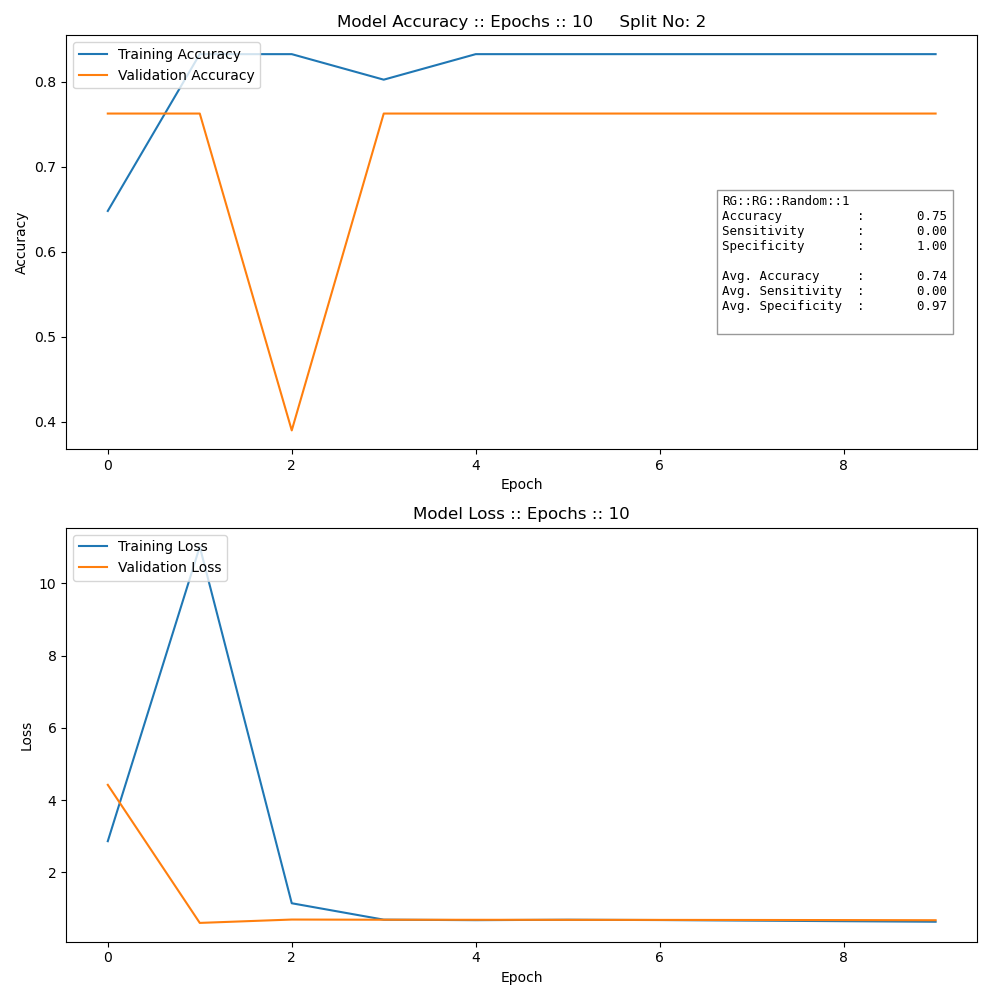 Model Accuracy :: Epochs :: 10     Split No: 2
Training Accuracy
Validation Accuracy
0.8
0.7
0.6
0.5
0.4
Accuracy
RG::RG::Random::1
Accuracy          :       0.75
Sensitivity       :       0.00
Specificity       :       1.00
Avg. Accuracy     :       0.74
Avg. Sensitivity  :       0.00
Avg. Specificity  :       0.97
0 2 4 6 8
Epoch
Model Loss :: Epochs :: 10
Training Loss
Validation Loss
10
8
6
4
2
Loss
0 2 4 6 8
Epoch